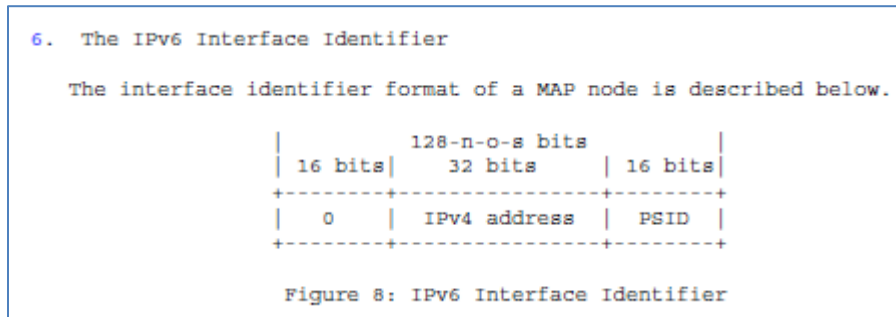 6.  The IPv6 Interface Identifier
The interface identifier format of a MAP node is described below.
|          128-n-o-s bits          |
| 16 bits|    32 bits     | 16 bits|
+--------+----------------+--------+
|   0    |  IPv4 address  |  PSID  |
+--------+----------------+--------+
Figure 8: IPv6 Interface Identifier